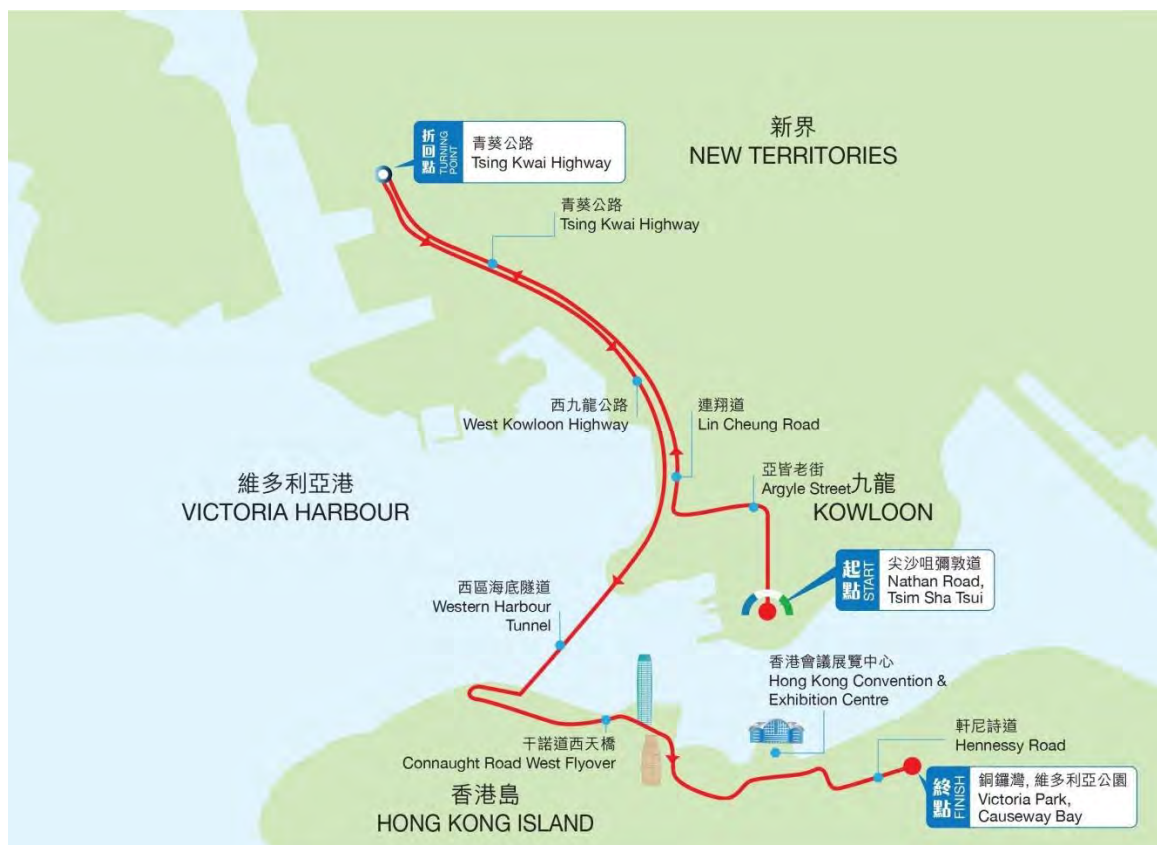 折回點
TURNING
POINT
青葵公路
Tsing Kwai Highway
新界
NEW TERRITORIES
青葵公路
Tsing Kwai Highway
西九龍公路
West Kowloon Highway
連翔道
Lin Cheung Road
亞皆老街
Argyle Street
九龍
KOWLOON
維多利亞港
VICTORIA HARBOUR
起點
START
尖沙咀彌敦道
Nathan Road,
Tsim Sha Tsui
西區海底隧道
Western Harbour
Tunnel
香港會議展覽中心
Hong Kong Convention &
Exhibition Centre
干諾道西天橋
Connaught Road West Flyover
軒尼詩道
Hennessy Road
香港島
HONG KONG ISLAND
終點
FINISH
銅鑼灣, 維多利亞公園
Victoria Park,
Causeway Bay